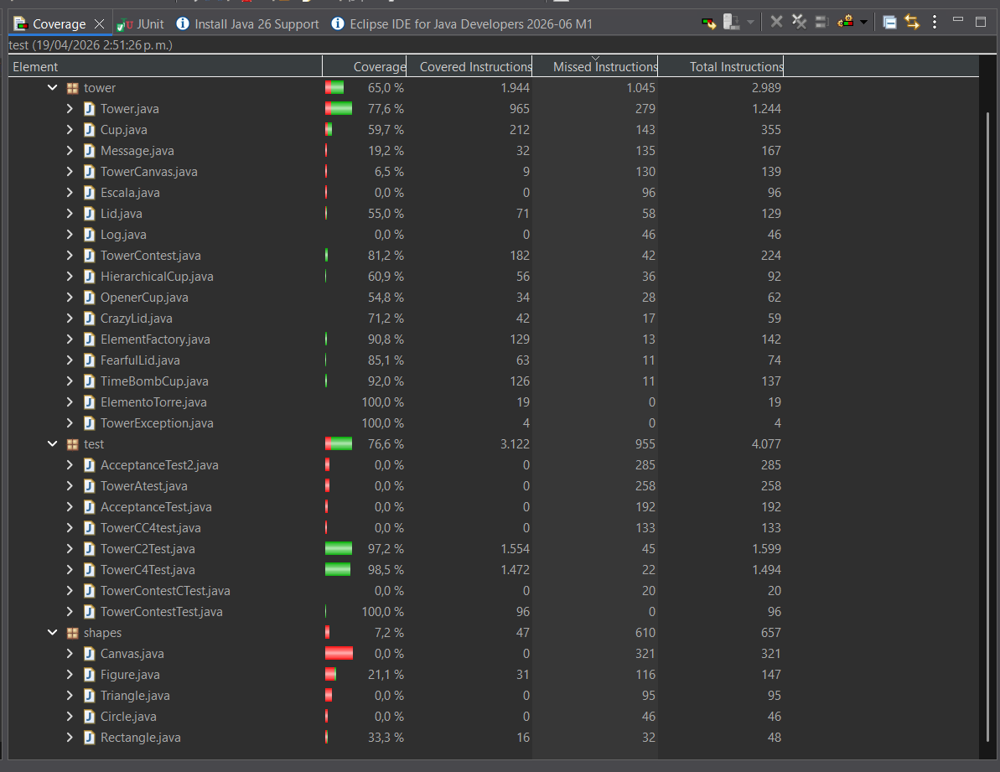 Coverage JUnit Install Java 26 Support Eclipse IDE for Java Developers 2026-06 M1
test (19/04/2026 2:51:26 p. m.)
Element Coverage Covered Instructions Missed Instructions Total Instructions
tower 65,0 % 1.944 1.045 2.989
Tower.java 77,6 % 965 279 1.244
Cup.java 59,7 % 212 143 355
Message.java 19,2 % 32 135 167
TowerCanvas.java 6,5 % 9 130 139
Escala.java 0,0 % 0 96 96
Lid.java 55,0 % 71 58 129
Log.java 0,0 % 0 46 46
TowerContest.java 81,2 % 182 42 224
HierarchicalCup.java 60,9 % 56 36 92
OpenerCup.java 54,8 % 34 28 62
CrazyLid.java 71,2 % 42 17 59
ElementFactory.java 90,8 % 129 13 142
FearfulLid.java 85,1 % 63 11 74
TimeBombCup.java 92,0 % 126 11 137
ElementoTorre.java 100,0 % 19 0 19
TowerException.java 100,0 % 4 0 4
test 76,6 % 3.122 955 4.077
AcceptanceTest2.java 0,0 % 0 285 285
TowerAtest.java 0,0 % 0 258 258
AcceptanceTest.java 0,0 % 0 192 192
TowerCC4test.java 0,0 % 0 133 133
TowerC2Test.java 97,2 % 1.554 45 1.599
TowerC4Test.java 98,5 % 1.472 22 1.494
TowerContestCTest.java 0,0 % 0 20 20
TowerContestTest.java 100,0 % 96 0 96
shapes 7,2 % 47 610 657
Canvas.java 0,0 % 0 321 321
Figure.java 21,1 % 31 116 147
Triangle.java 0,0 % 0 95 95
Circle.java 0,0 % 0 46 46
Rectangle.java 33,3 % 16 32 48